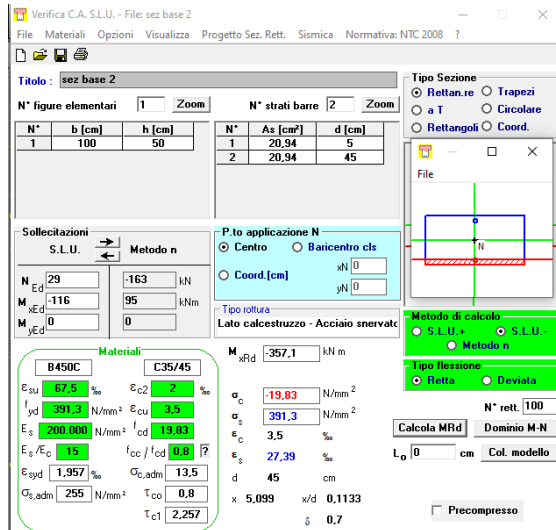 Verifica C.A. S.L.U. - File: sez base 2
File Materiali Opzioni Visualizza Progetto Sez. Rett. Sismica Normativa: NTC 2008 ?
Titolo : sez base 2
N° figure elementari 1 Zoom N° strati barre 2 Zoom
N° b [cm] h [cm]
1 100 50
N° As [cm²] d [cm]
1 20,94 5
2 20,94 45
Tipo Sezione
Rettan.re Trapezi
a T Circolare
Rettangoli Coord.
File
N
Sollecitazioni
S.L.U. Metodo n
N Ed 29 -163 kN
M xEd -116 95 kNm
M yEd 0 0
P.to applicazione N
Centro Baricentro cls
Coord.[cm] xN 0
yN 0
Tipo rottura
Lato calcestruzzo - Acciaio snervato
Metodo di calcolo
S.L.U.+ S.L.U.-
Metodo n
Tipo flessione
Retta Deviata
Materiali
B450C C35/45
εsu 67,5 ‰ εc2 2 ‰
fyd 391,3 N/mm² εcu 3,5
Es 200.000 N/mm² fcd 19,83
Es/Ec 15 fcc / fcd 0,8 ?
εsyd 1,957 ‰ σc,adm 13,5
σs,adm 255 N/mm² τco 0,8
τc1 2,257
M xRd -357,1 kN m
σc -19,83 N/mm²
σs 391,3 N/mm²
εc 3,5 ‰
εs 27,39 ‰
d 45 cm
x 5,099 x/d 0,1133
δ 0,7
N° rett. 100
Calcola MRd Dominio M-N
Lo 0 cm Col. modello
Precompresso